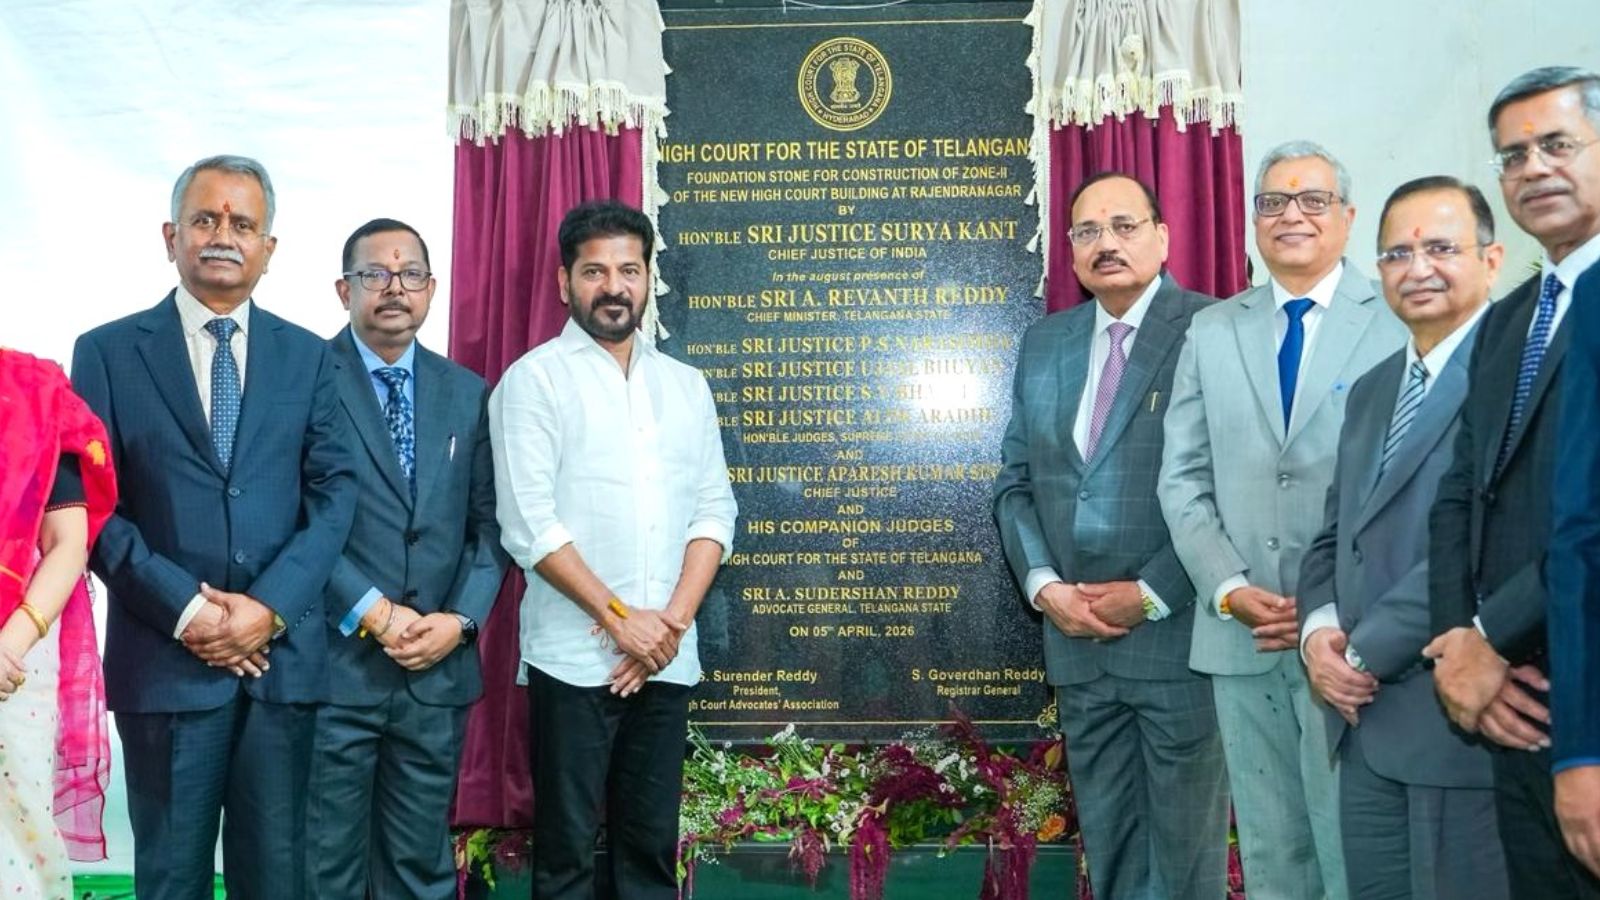 HIGH COURT FOR THE STATE OF TELANGANA
HYDERABAD
HIGH COURT FOR THE STATE OF TELANGAN
FOUNDATION STONE FOR CONSTRUCTION OF ZONE-II
OF THE NEW HIGH COURT BUILDING AT RAJENDRANAGAR
BY
HON'BLE SRI JUSTICE SURYA KANT
CHIEF JUSTICE OF INDIA
In the august presence of
HON'BLE SRI A. REVANTH REDDY
CHIEF MINISTER, TELANGANA STATE
HON'BLE SRI JUSTICE P.S.NARASIMHA
HON'BLE SRI JUSTICE UJJAL BHUYAN
SRI JUSTICE S.V.BHA
SRI JUSTICE ALOK ARADHE
HON'BLE JUDGES, SUPREME
AND
SRI JUSTICE APARESH KUMAR SIN
CHIEF JUSTICE
AND
HIS COMPANION JUDGES
OF
HIGH COURT FOR THE STATE OF TELANGANA
AND
SRI A. SUDERSHAN REDDY
ADVOCATE GENERAL, TELANGANA STATE
ON 05TH APRIL, 2026
S. Surender Reddy
President,
gh Court Advocates' Association
S. Goverdhan Reddy
Registrar General